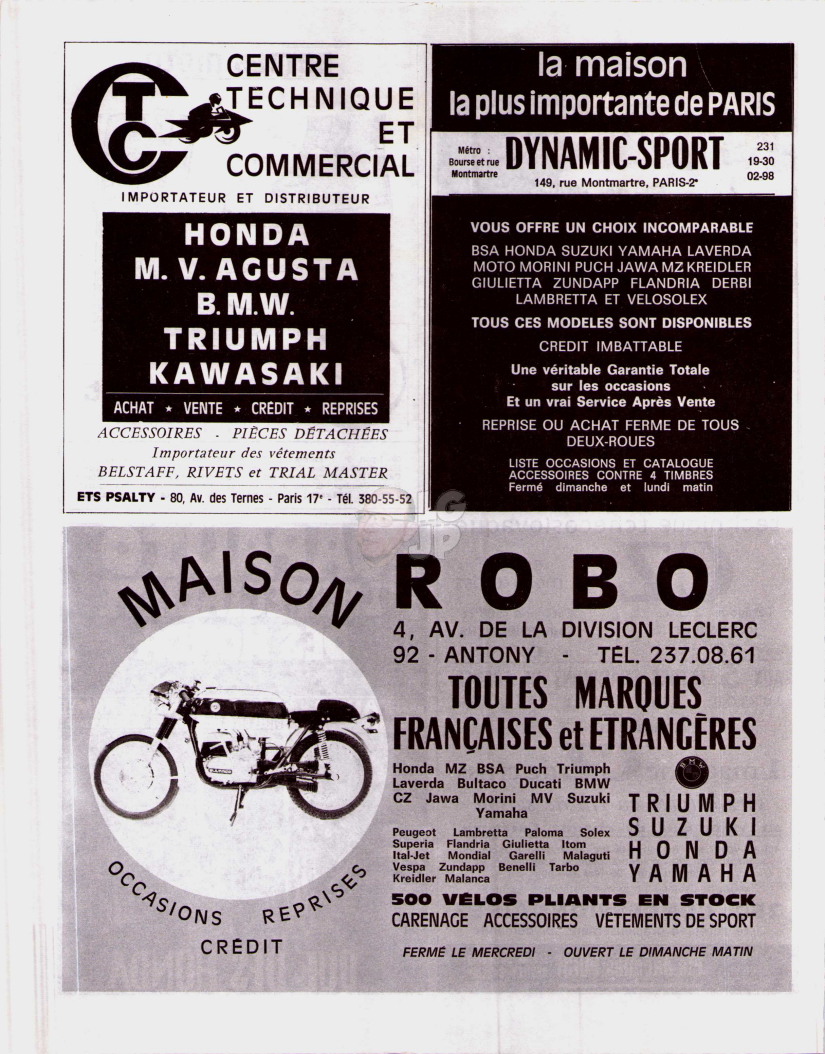 CTC
CENTRE
TECHNIQUE
ET
COMMERCIAL
IMPORTATEUR ET DISTRIBUTEUR
HONDA
M. V. AGUSTA
B. M.W.
TRIUMPH
KAWASAKI
ACHAT ★ VENTE ★ CRÉDIT ★ REPRISES
ACCESSOIRES - PIÈCES DÉTACHÉES
Importateur des vêtements
BELSTAFF, RIVETS et TRIAL MASTER
ETS PSALTY - 80, Av. des Ternes - Paris 17e - Tél. 380-55-52
la maison
la plus importante de PARIS
Métro :
Bourse et rue
Montmartre
DYNAMIC-SPORT
149, rue Montmartre, PARIS-2e
231
19-30
02-98
VOUS OFFRE UN CHOIX INCOMPARABLE
BSA HONDA SUZUKI YAMAHA LAVERDA
MOTO MORINI PUCH JAWA MZ KREIDLER
GIULIETTA ZUNDAPP FLANDRIA DERBI
LAMBRETTA ET VELOSOLEX
TOUS CES MODELES SONT DISPONIBLES
CREDIT IMBATTABLE
Une véritable Garantie Totale
sur les occasions
Et un vrai Service Après Vente
REPRISE OU ACHAT FERME DE TOUS
DEUX-ROUES
LISTE OCCASIONS ET CATALOGUE
ACCESSOIRES CONTRE 4 TIMBRES
Fermé dimanche et lundi matin
LG
JP
MAISON
ROBO
4, AV. DE LA DIVISION LECLERC
92 - ANTONY - TÉL. 237.08.61
TOUTES MARQUES
FRANÇAISES et ETRANGÈRES
Honda MZ BSA Puch Triumph
Laverda Bultaco Ducati BMW
CZ Jawa Morini MV Suzuki
Yamaha
Peugeot Lambretta Paloma Solex
Superia Flandria Giulietta Itom
Ital-Jet Mondial Garelli Malaguti
Vespa Zundapp Benelli Tarbo
Kreidler Malanca
BMW
TRIUMPH
SUZUKI
HONDA
YAMAHA
500 VÉLOS PLIANTS EN STOCK
CARENAGE ACCESSOIRES VÊTEMENTS DE SPORT
FERMÉ LE MERCREDI - OUVERT LE DIMANCHE MATIN
OCCASIONS REPRISES
CRÉDIT